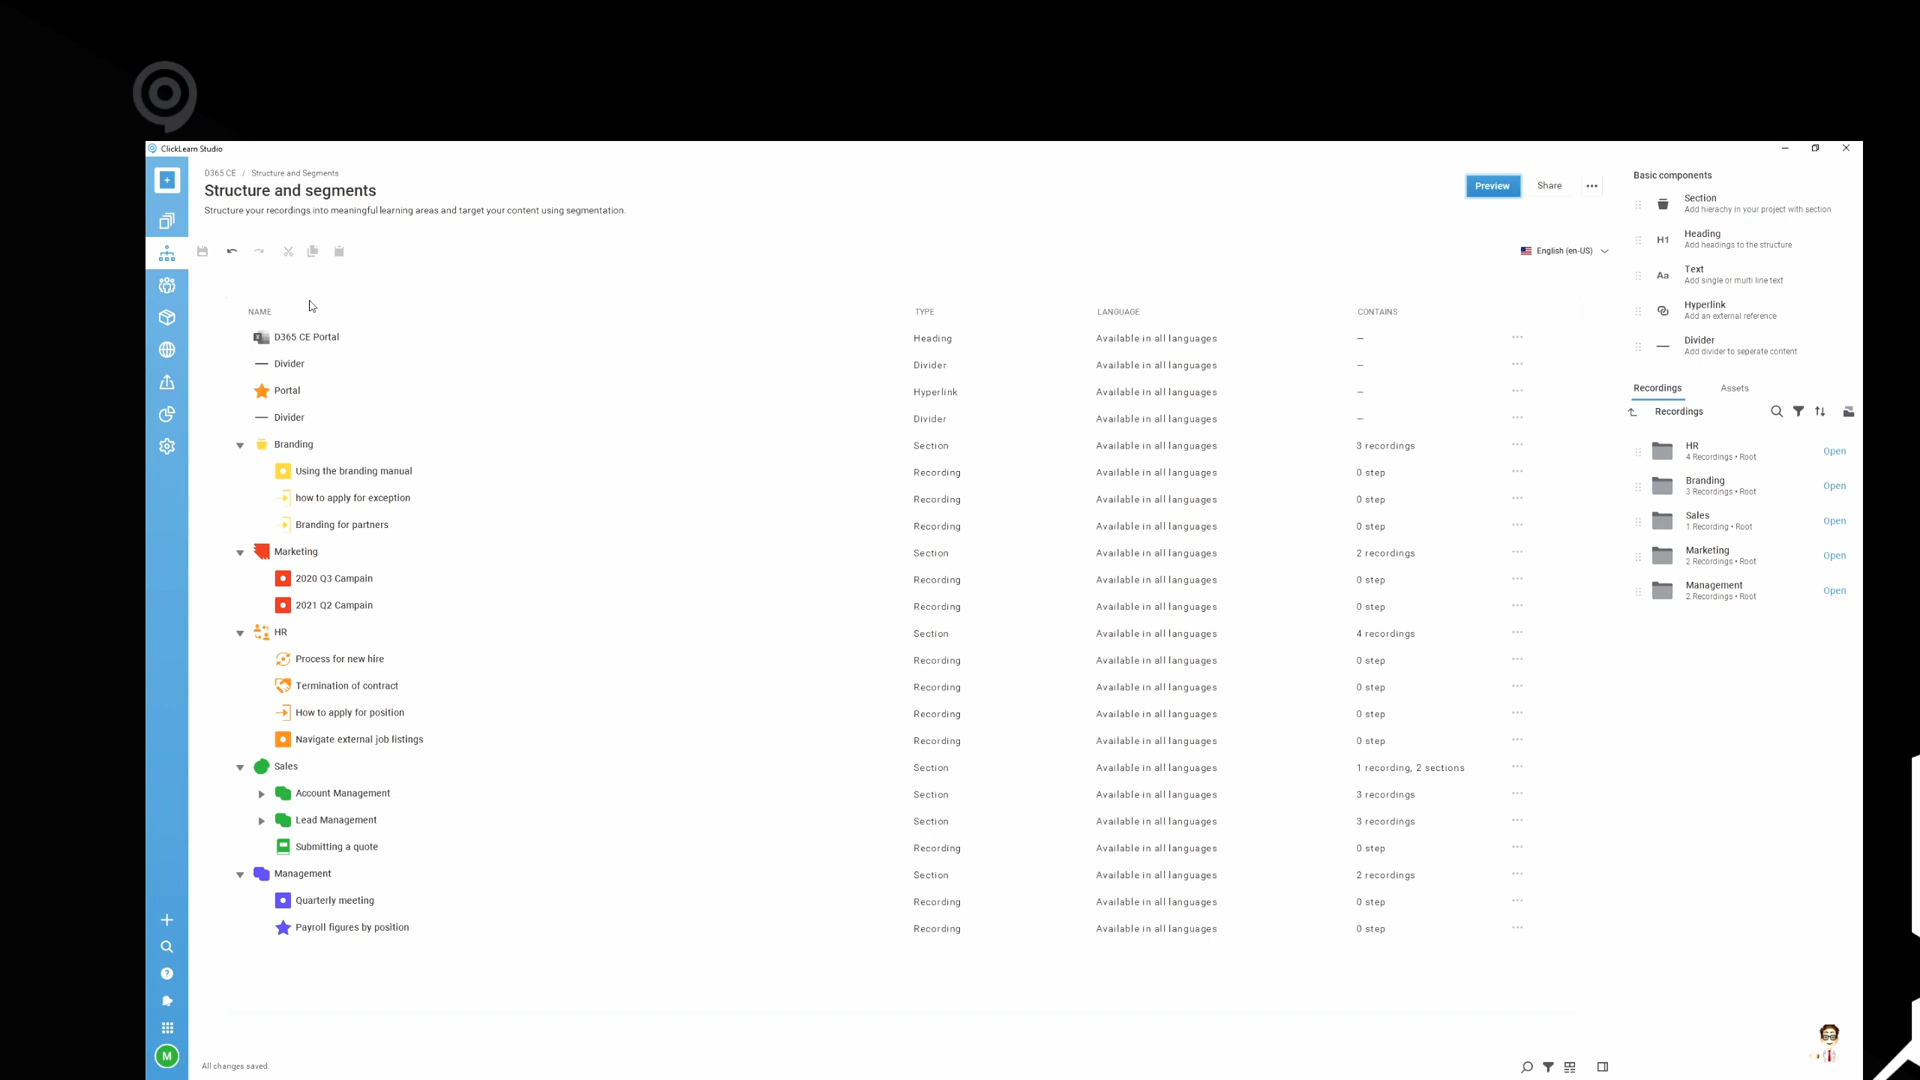 ClickLearn Studio
D365 CE / Structure and Segments
Structure and segments
Structure your recordings into meaningful learning areas and target your content using segmentation.
Preview
Share
English (en-US)
NAME TYPE LANGUAGE CONTAINS
D365 CE Portal Heading Available in all languages –
Divider Divider Available in all languages –
Portal Hyperlink Available in all languages –
Divider Divider Available in all languages –
Branding Section Available in all languages 3 recordings
Using the branding manual Recording Available in all languages 0 step
how to apply for exception Recording Available in all languages 0 step
Branding for partners Recording Available in all languages 0 step
Marketing Section Available in all languages 2 recordings
2020 Q3 Campain Recording Available in all languages 0 step
2021 Q2 Campain Recording Available in all languages 0 step
HR Section Available in all languages 4 recordings
Process for new hire Recording Available in all languages 0 step
Termination of contract Recording Available in all languages 0 step
How to apply for position Recording Available in all languages 0 step
Navigate external job listings Recording Available in all languages 0 step
Sales Section Available in all languages 1 recording, 2 sections
Account Management Section Available in all languages 3 recordings
Lead Management Section Available in all languages 3 recordings
Submitting a quote Recording Available in all languages 0 step
Management Section Available in all languages 2 recordings
Quarterly meeting Recording Available in all languages 0 step
Payroll figures by position Recording Available in all languages 0 step
M
All changes saved.
Basic components
Section
Add hierachy in your project with section
H1
Heading
Add headings to the structure
Aa
Text
Add single or multi line text
Hyperlink
Add an external reference
Divider
Add divider to seperate content
Recordings Assets
Recordings
HR
4 Recordings • Root
Open
Branding
3 Recordings • Root
Open
Sales
1 Recording • Root
Open
Marketing
2 Recordings • Root
Open
Management
2 Recordings • Root
Open